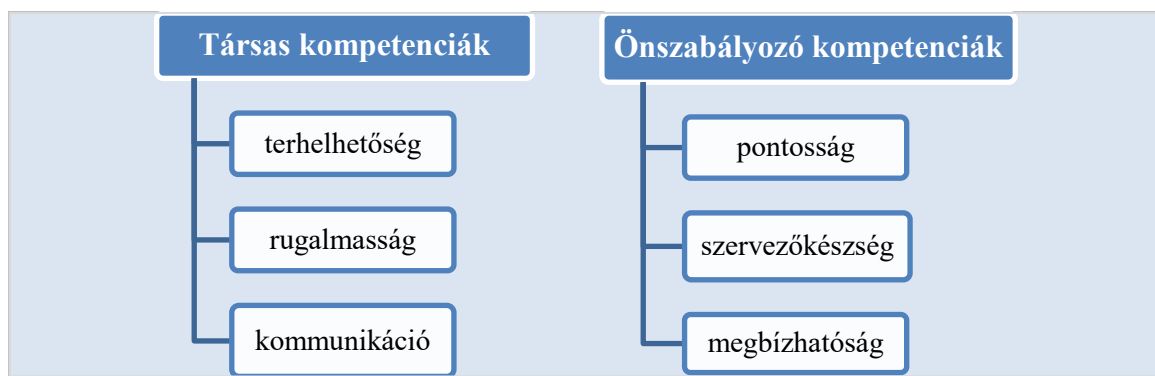 Társas kompetenciák
terhelhetőség
rugalmasság
kommunikáció
Önszabályozó kompetenciák
pontosság
szervezőkészség
megbízhatóság